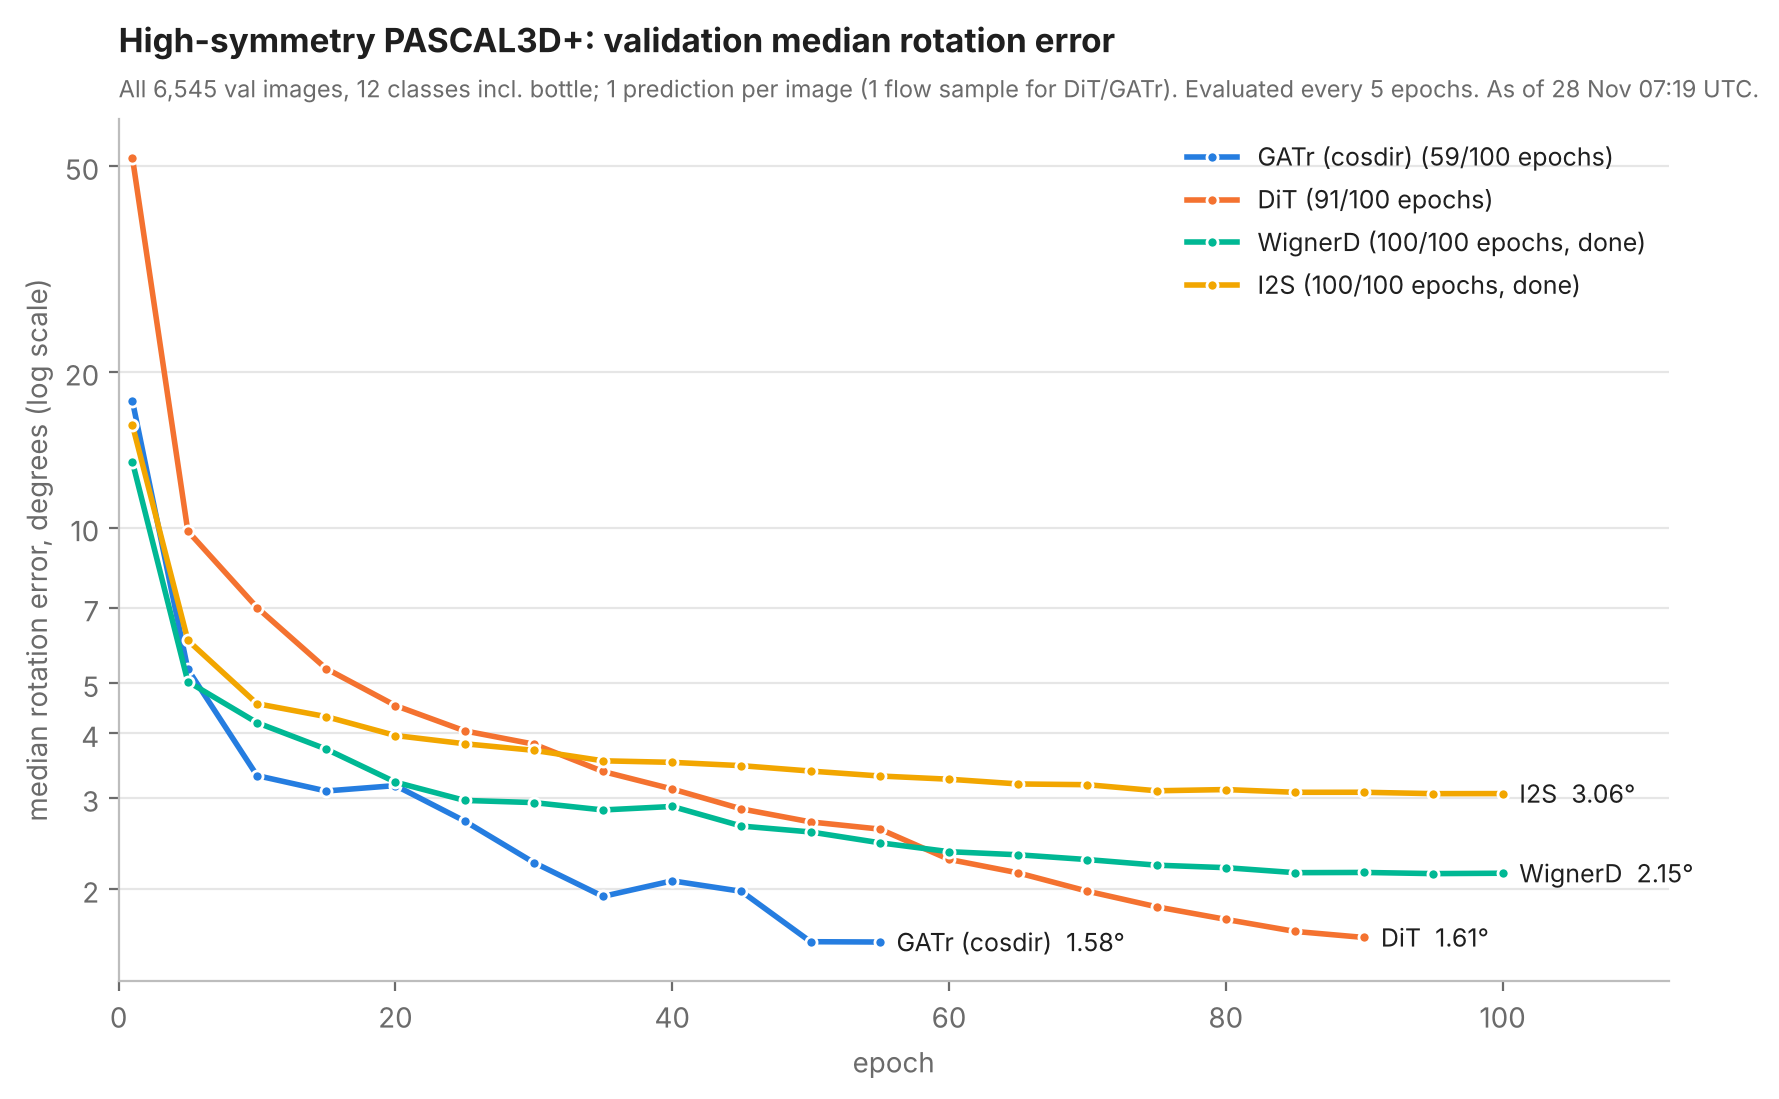 High-symmetry PASCAL3D+: validation median rotation error
All 6,545 val images, 12 classes incl. bottle; 1 prediction per image (1 flow sample for DiT/GATr). Evaluated every 5 epochs. As of 28 Nov 07:19 UTC.
GATr (cosdir) (59/100 epochs)
DiT (91/100 epochs)
WignerD (100/100 epochs, done)
I2S (100/100 epochs, done)
median rotation error, degrees (log scale)
50
20
10
7
5
4
3
2
I2S 3.06°
WignerD 2.15°
DiT 1.61°
GATr (cosdir) 1.58°
0 20 40 60 80 100
epoch